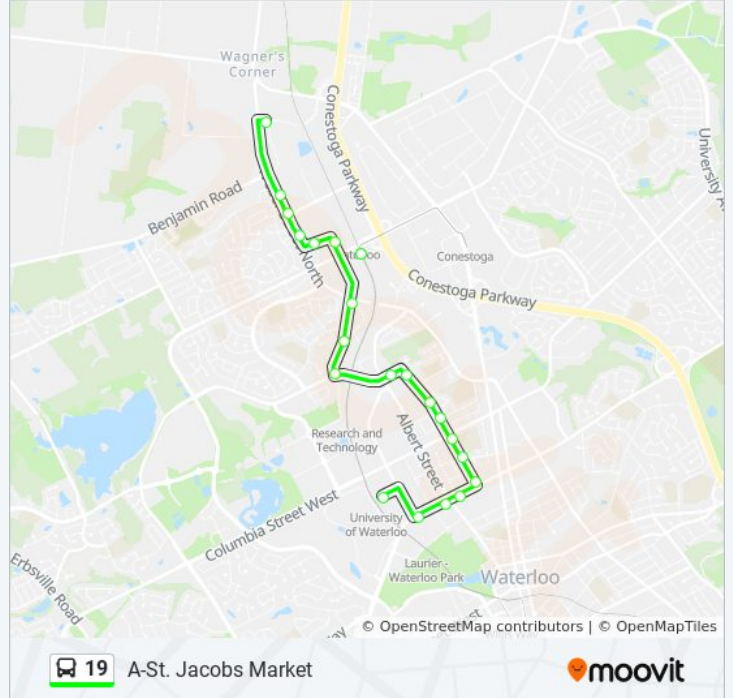 Wagner's
Corner
Conestoga Parkway
University
Benjamin Road
North
Conestoga
Conestoga Parkway
Albert Street
Research and
Technology
Columbia Street West
University
of Waterloo
Erbsville Road
Laurier -
Waterloo Park
Waterloo
© OpenStreetMap contributors | © OpenMapTiles
19 A-St. Jacobs Market
moovit